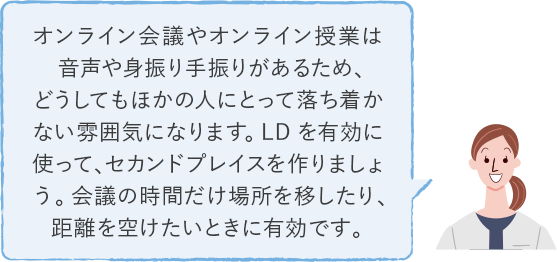 オンライン会議やオンライン授業は
音声や身振り手振りがあるため、
どうしてもほかの人にとって落ち着か
ない雰囲気になります。LDを有効に
使って、セカンドプレイスを作りましょ
う。会議の時間だけ場所を移したり、
距離を空けたいときに有効です。